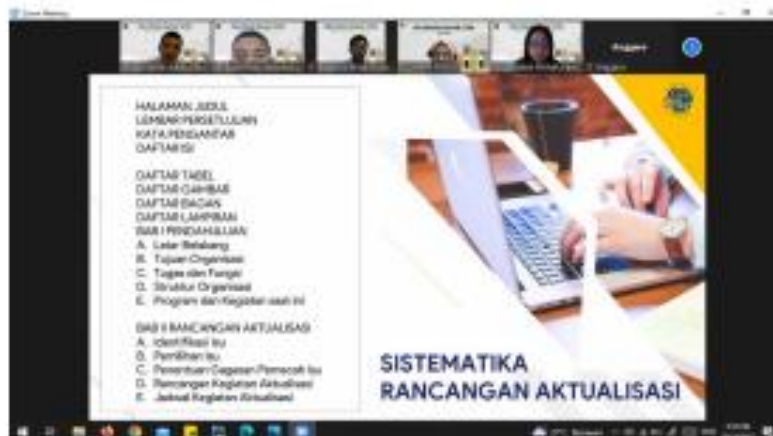 Zoom Meeting
HALAMAN JUDUL
LEMBAR PERSETUJUAN
KATA PENGANTAR
DAFTAR ISI
DAFTAR TABEL
DAFTAR GAMBAR
DAFTAR BAGAN
DAFTAR LAMPIRAN
BAB I PENDAHULUAN
A. Latar Belakang
B. Tujuan Organisasi
C. Tugas dan Fungsi
D. Struktur Organisasi
E. Program dan Kegiatan saat ini
BAB II RANCANGAN AKTUALISASI
A. Identifikasi Isu
B. Pemilihan Isu
C. Penentuan Gagasan Pemecah Isu
D. Rancangan Kegiatan Aktualisasi
E. Jadwal Kegiatan Aktualisasi
SISTEMATIKA
RANCANGAN AKTUALISASI